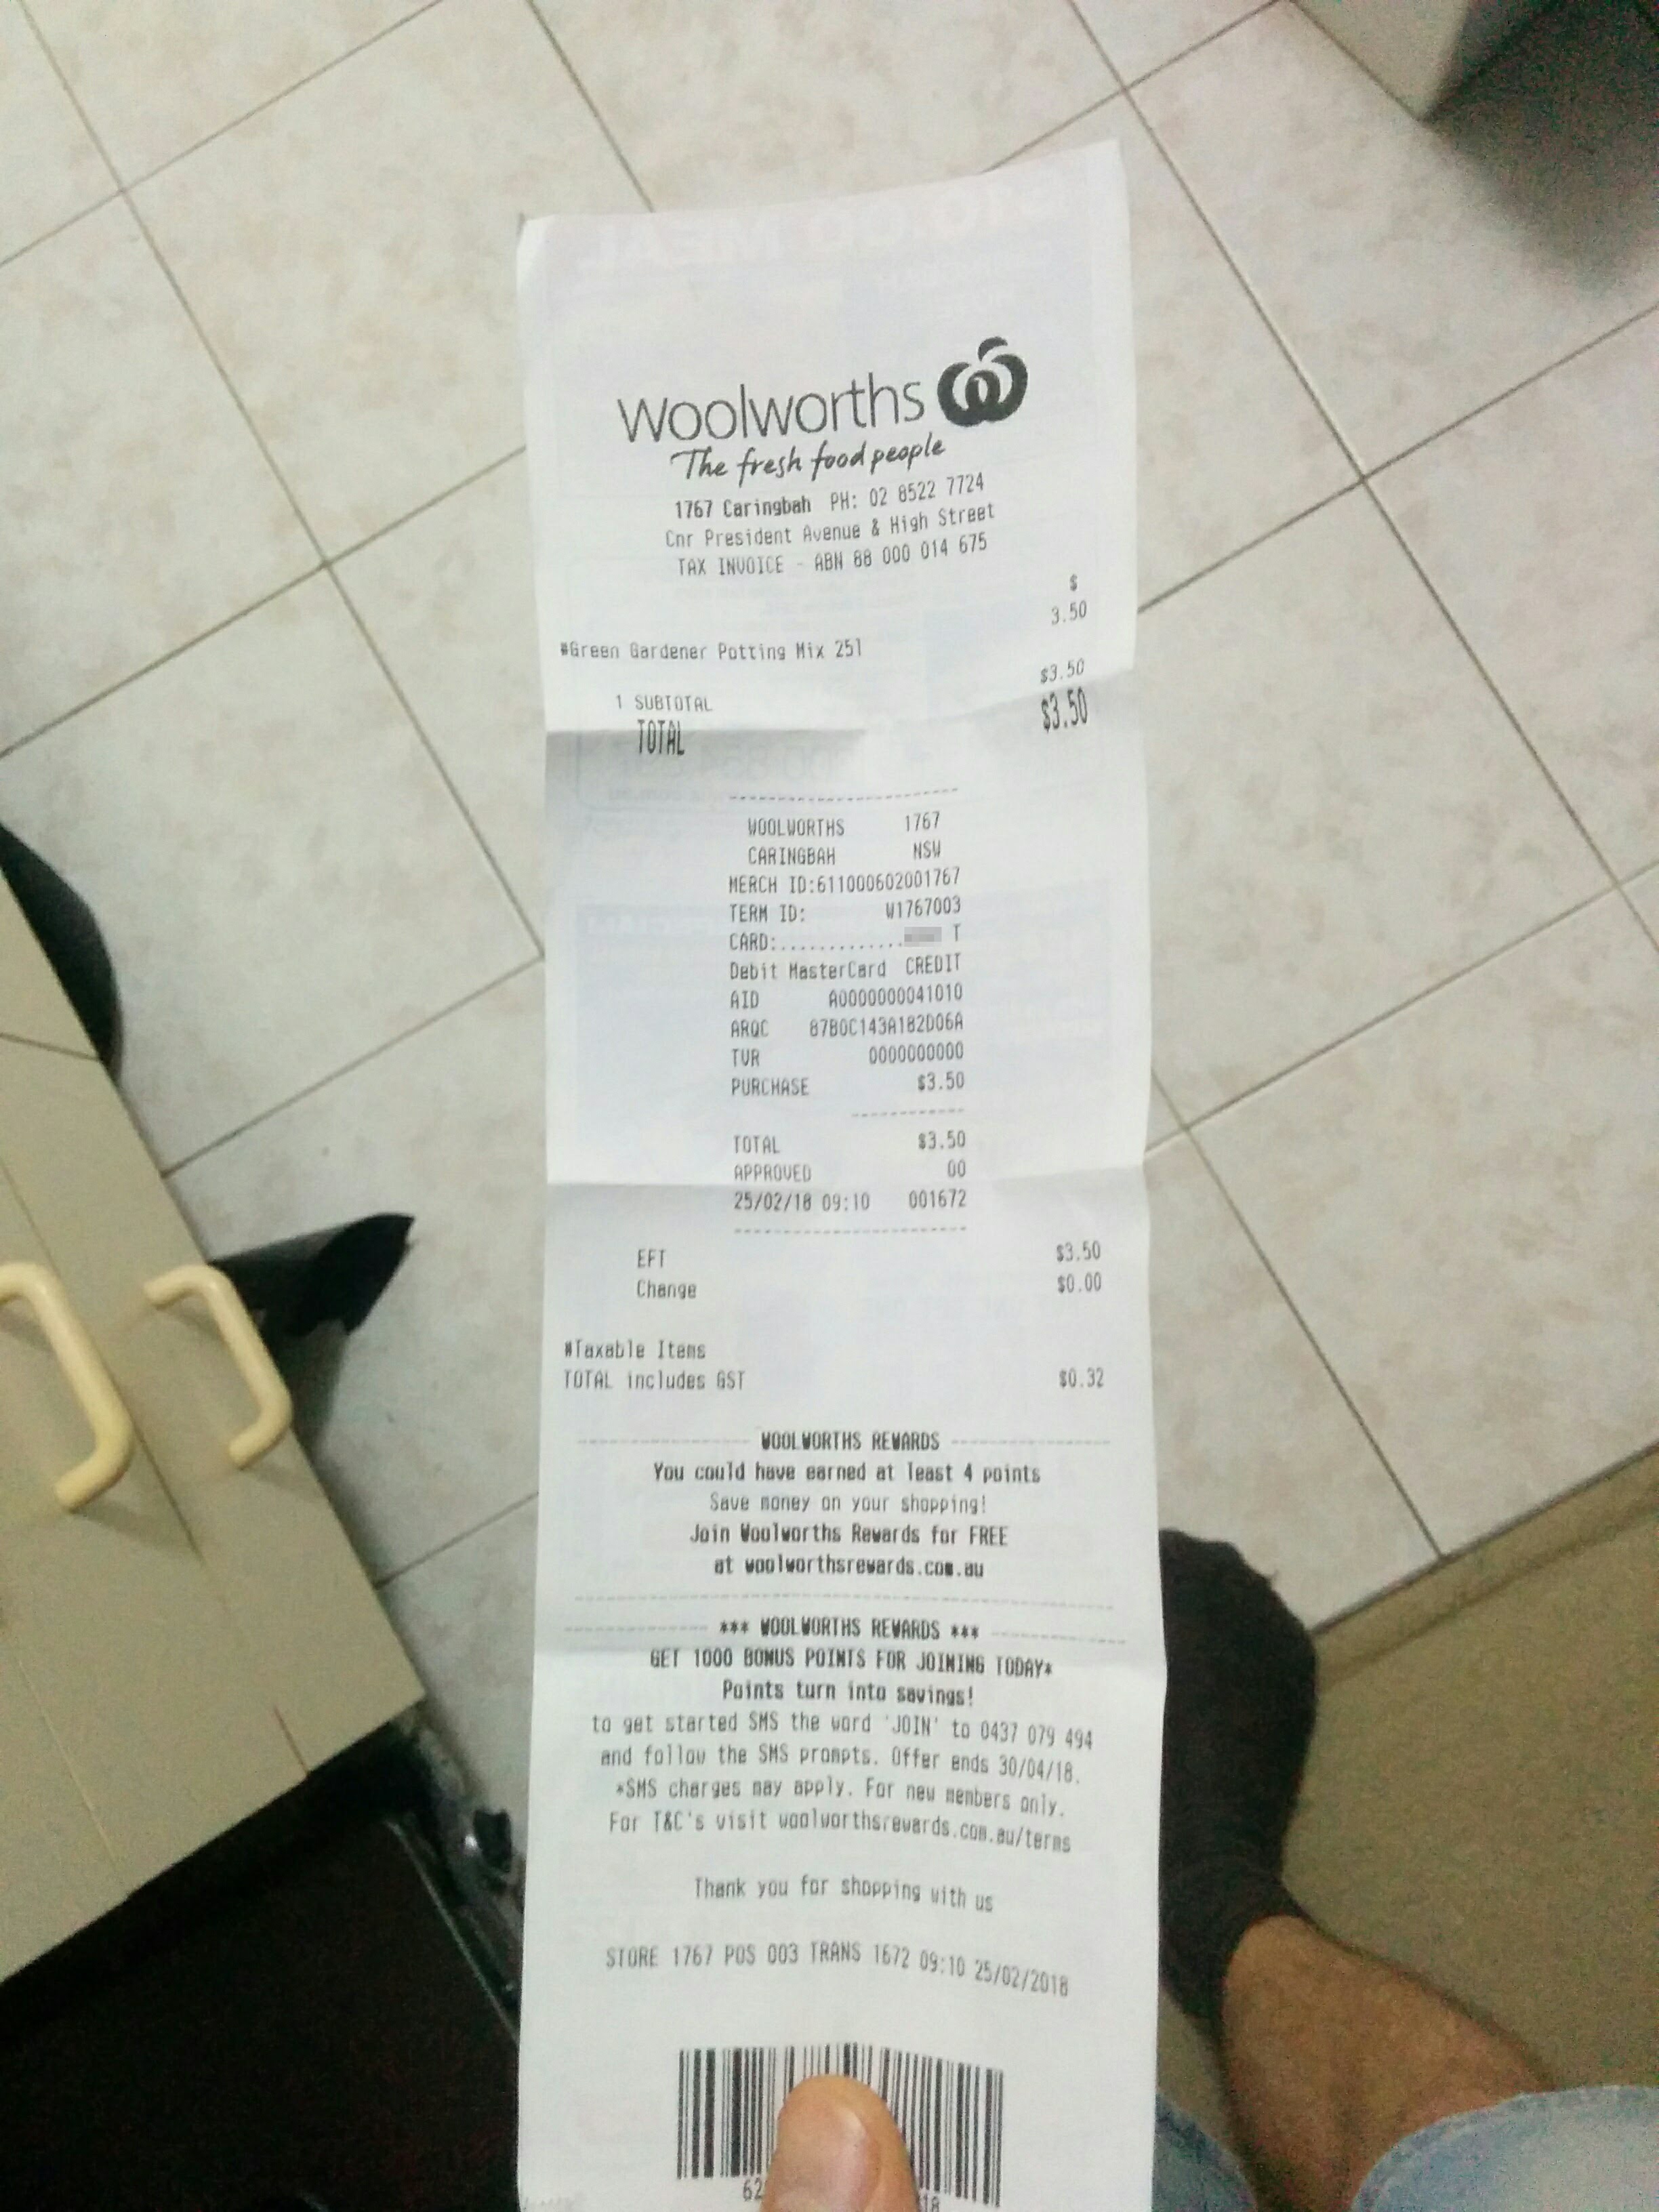 Woolworths
The fresh food people
1767 Caringbah PH: 02 8522 7724
Cnr President Avenue & High Street
TAX INVOICE - ABN 88 000 014 675
$
3.50
#Green Gardener Potting Mix 25l
1 SUBTOTAL $3.50
TOTAL $3.50
WOOLWORTHS 1767
CARINGBAH NSW
MERCH ID:611000602001767
TERM ID: W1767003
CARD:............. T
Debit MasterCard CREDIT
AID A0000000041010
ARQC 87B0C143A182D06A
TVR 0000000000
PURCHASE $3.50
TOTAL $3.50
APPROVED 00
25/02/18 09:10 001672
EFT $3.50
Change $0.00
#Taxable Items
TOTAL includes GST $0.32
WOOLWORTHS REWARDS
You could have earned at least 4 points
Save money on your shopping!
Join Woolworths Rewards for FREE
at woolworthsrewards.com.au
*** WOOLWORTHS REWARDS ***
GET 1000 BONUS POINTS FOR JOINING TODAY*
Points turn into savings!
to get started SMS the word 'JOIN' to 0437 079 494
and follow the SMS prompts. Offer ends 30/04/18.
*SMS charges may apply. For new members only.
For T&C's visit woolworthsrewards.com.au/terms
Thank you for shopping with us
STORE 1767 POS 003 TRANS 1672 09:10 25/02/2018